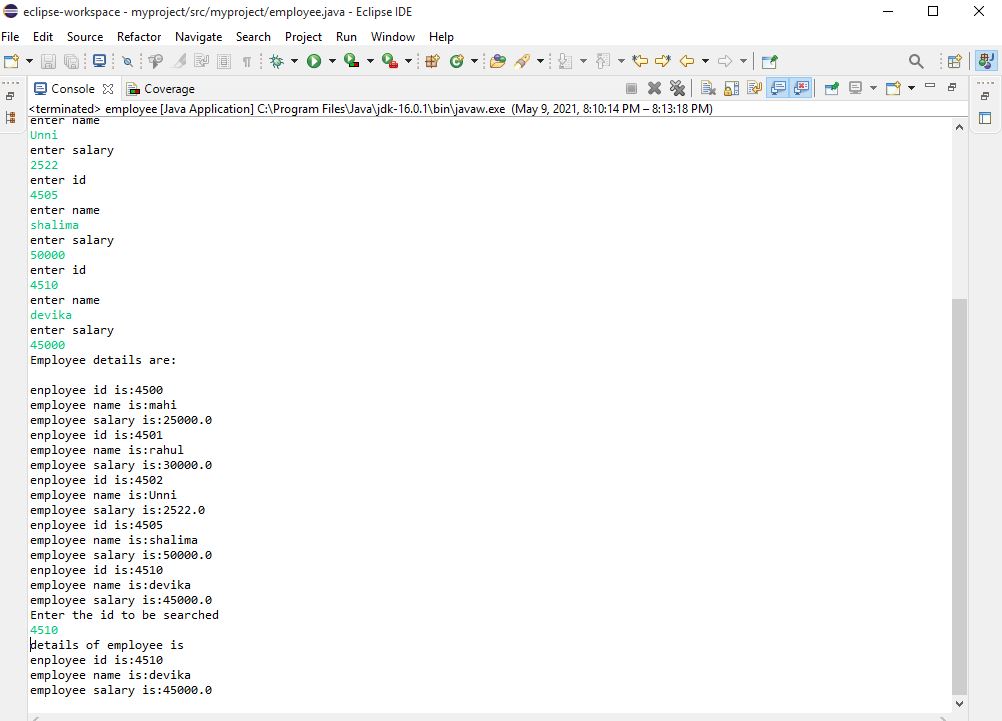 eclipse-workspace - myproject/src/myproject/employee.java - Eclipse IDE
File Edit Source Refactor Navigate Search Project Run Window Help
Console Coverage
<terminated> employee [Java Application] C:\Program Files\Java\jdk-16.0.1\bin\javaw.exe (May 9, 2021, 8:10:14 PM – 8:13:18 PM)
enter name
Unni
enter salary
2522
enter id
4505
enter name
shalima
enter salary
50000
enter id
4510
enter name
devika
enter salary
45000
Employee details are:
enployee id is:4500
employee name is:mahi
employee salary is:25000.0
enployee id is:4501
employee name is:rahul
employee salary is:30000.0
enployee id is:4502
employee name is:Unni
employee salary is:2522.0
enployee id is:4505
employee name is:shalima
employee salary is:50000.0
enployee id is:4510
employee name is:devika
employee salary is:45000.0
Enter the id to be searched
4510
details of employee is
enployee id is:4510
employee name is:devika
employee salary is:45000.0